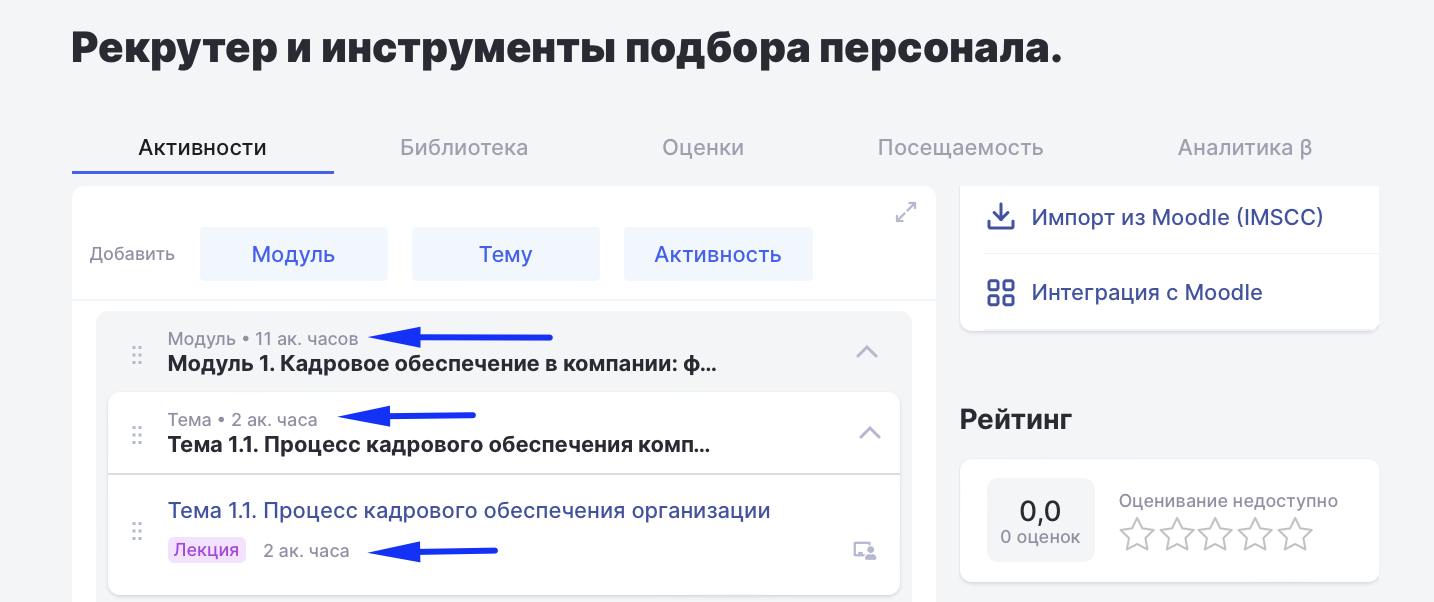 Рекрутер и инструменты подбора персонала.
Активности Библиотека Оценки Посещаемость Аналитика β
Добавить Модуль Тему Активность
Модуль • 11 ак. часов
Модуль 1. Кадровое обеспечение в компании: ф...
Тема • 2 ак. часа
Тема 1.1. Процесс кадрового обеспечения комп...
Тема 1.1. Процесс кадрового обеспечения организации
Лекция 2 ак. часа
Импорт из Moodle (IMSCC)
Интеграция с Moodle
Рейтинг
0,0
0 оценок
Оценивание недоступно